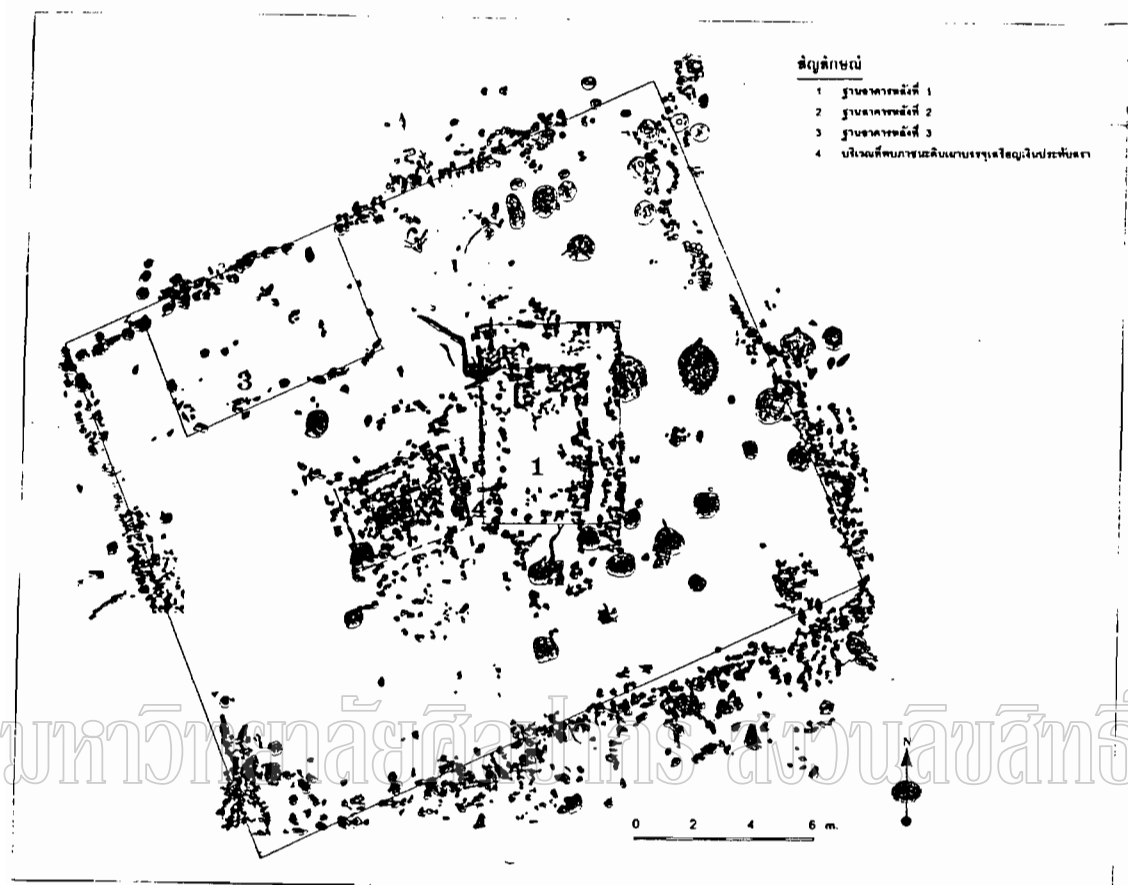 สัญลักษณ์
1 ฐานอาคารหลังที่ 1
2 ฐานอาคารหลังที่ 2
3 ฐานอาคารหลังที่ 3
4 บริเวณที่พบภาชนะดินเผาบรรจุเหรียญเงินประทับตรา
3
1
4
มหาวิทยาลัยศิลปากร สงวนลิขสิทธิ์
N
0 2 4 6 m.